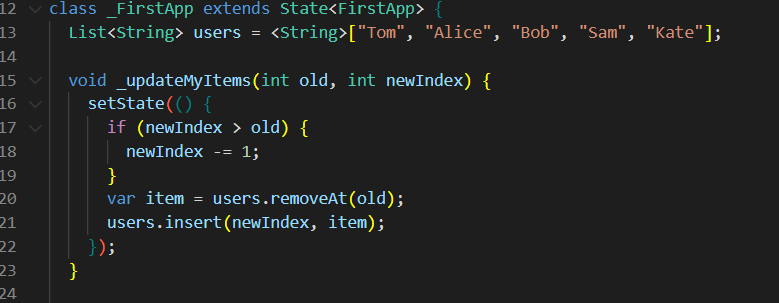 12 class _FirstApp extends State<FirstApp> {
13 List<String> users = <String>["Tom", "Alice", "Bob", "Sam", "Kate"];
14
15 void _updateMyItems(int old, int newIndex) {
16 setState(() {
17 if (newIndex > old) {
18 newIndex -= 1;
19 }
20 var item = users.removeAt(old);
21 users.insert(newIndex, item);
22 });
23 }
24